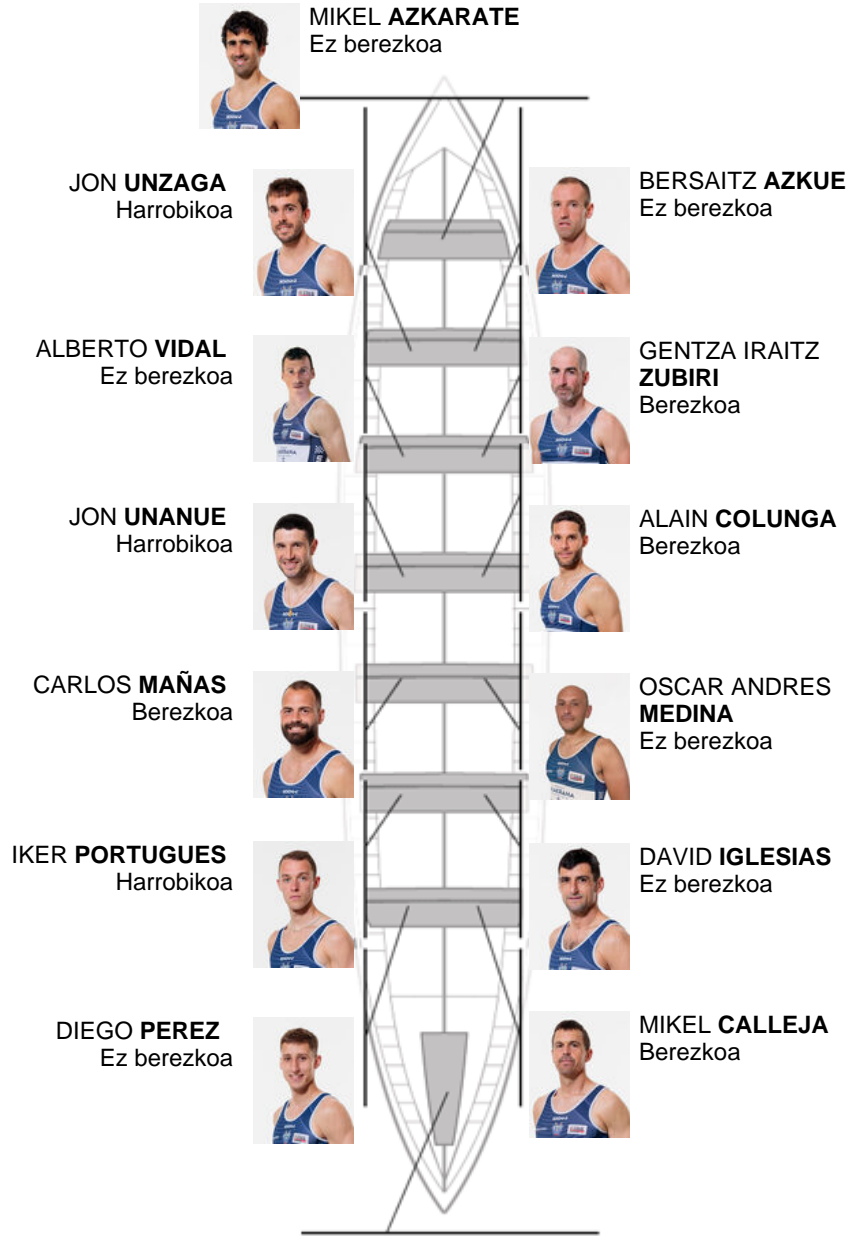 MIKEL AZKARATE
Ez berezkoa
JON UNZAGA
Harrobikoa
BERSAITZ AZKUE
Ez berezkoa
ALBERTO VIDAL
Ez berezkoa
GENTZA IRAITZ
ZUBIRI
Berezkoa
JON UNANUE
Harrobikoa
ALAIN COLUNGA
Berezkoa
CARLOS MAÑAS
Berezkoa
OSCAR ANDRES
MEDINA
Ez berezkoa
IKER PORTUGUES
Harrobikoa
DAVID IGLESIAS
Ez berezkoa
DIEGO PEREZ
Ez berezkoa
MIKEL CALLEJA
Berezkoa